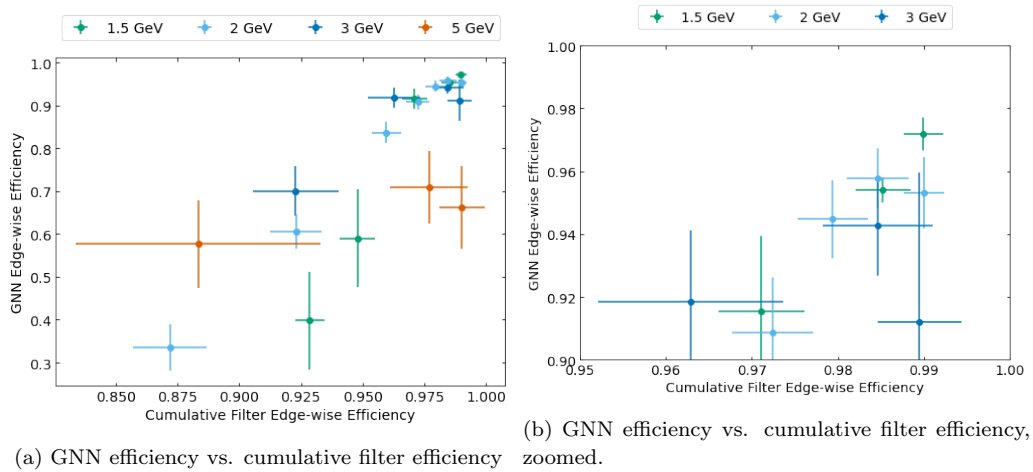 1.5 GeV 2 GeV 3 GeV 5 GeV
1.0
0.9
0.8
0.7
0.6
0.5
0.4
0.3
GNN Edge-wise Efficiency
0.850 0.875 0.900 0.925 0.950 0.975 1.000
Cumulative Filter Edge-wise Efficiency
(a) GNN efficiency vs. cumulative filter efficiency
1.5 GeV 2 GeV 3 GeV
1.00
0.98
0.96
0.94
0.92
0.90
GNN Edge-wise Efficiency
0.95 0.96 0.97 0.98 0.99 1.00
Cumulative Filter Edge-wise Efficiency
(b) GNN efficiency vs. cumulative filter efficiency,
zoomed.